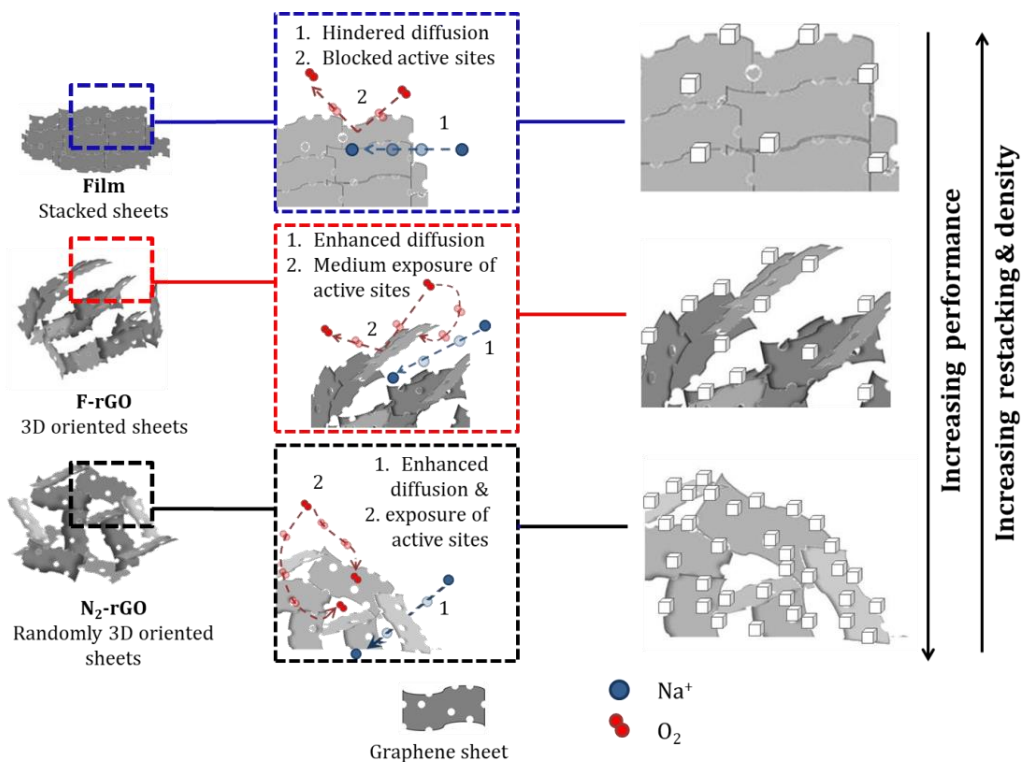 1. Hindered diffusion
2. Blocked active sites
2
1
Film
Stacked sheets
1. Enhanced diffusion
2. Medium exposure of
active sites
2
1
F-rGO
3D oriented sheets
1. Enhanced
diffusion &
2. exposure of
active sites
2
1
N₂-rGO
Randomly 3D oriented
sheets
Increasing performance
Increasing restacking & density
Graphene sheet
Na⁺
O₂